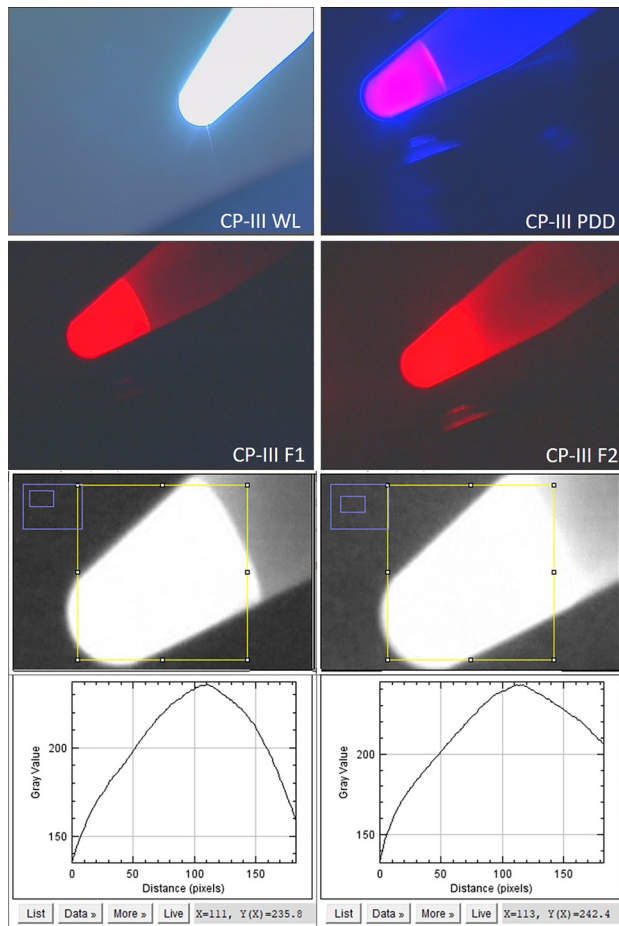 CP-III WL
CP-III PDD
CP-III F1
CP-III F2
200
150
Gray Value
0
50
100
150
Distance (pixels)
List
Data »
More »
Live
X=111, Y(X)=235.8
200
150
Gray Value
0
50
100
150
Distance (pixels)
List
Data »
More »
Live
X=113, Y(X)=242.4